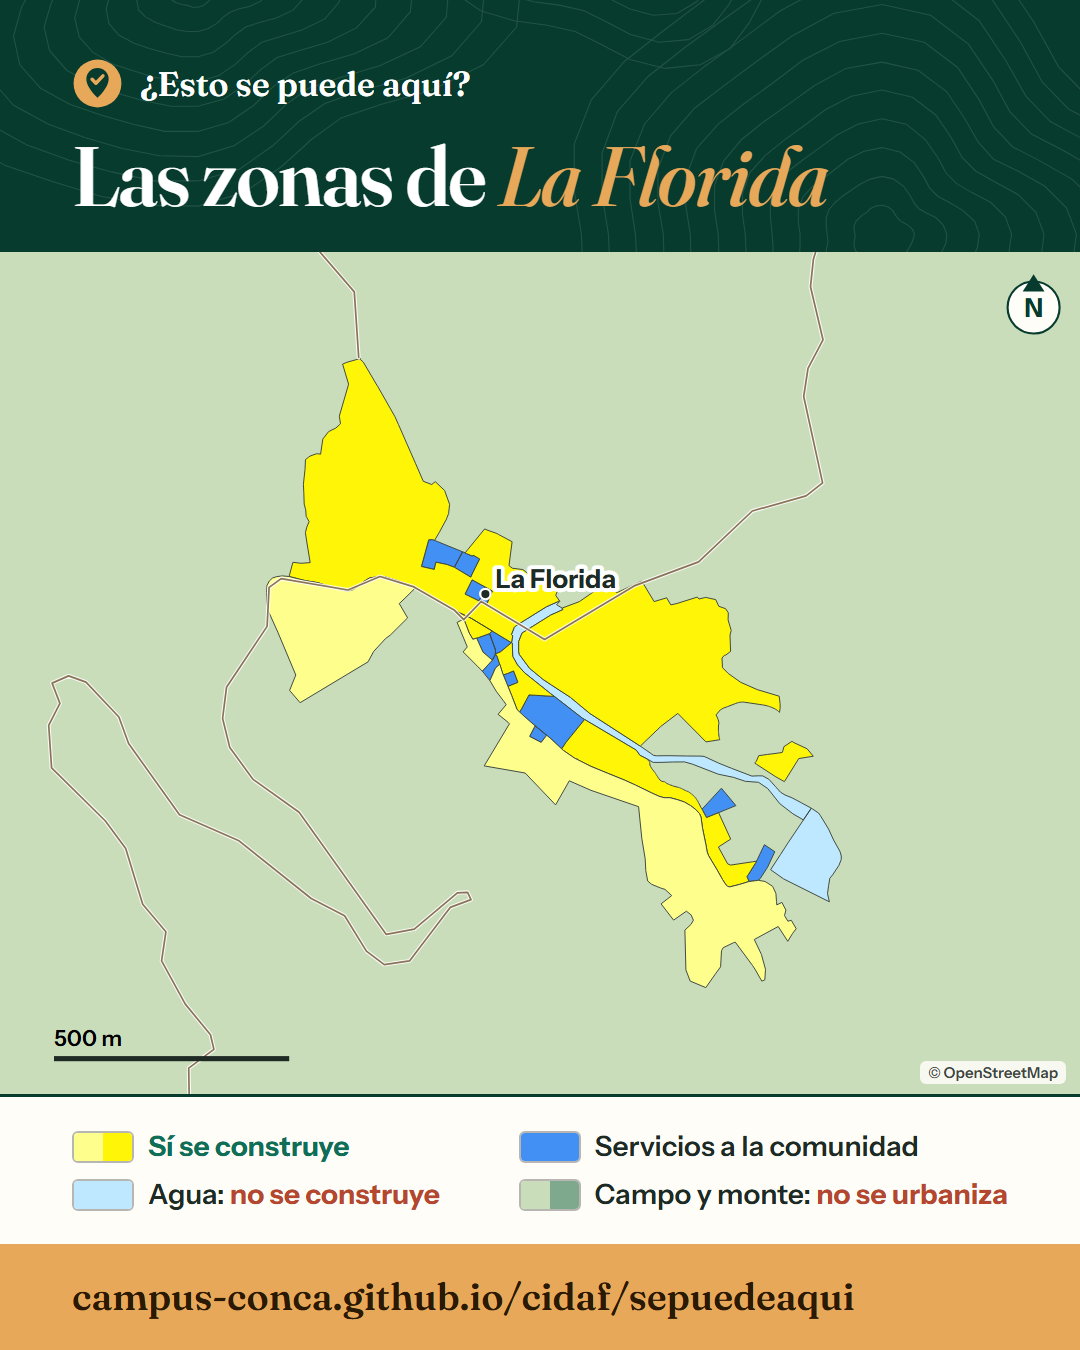 ¿Esto se puede aquí?
Las zonas de La Florida
N
La Florida
500 m
© OpenStreetMap
Sí se construye
Servicios a la comunidad
Agua: no se construye
Campo y monte: no se urbaniza
campus-conca.github.io/cidaf/sepuedeaqui